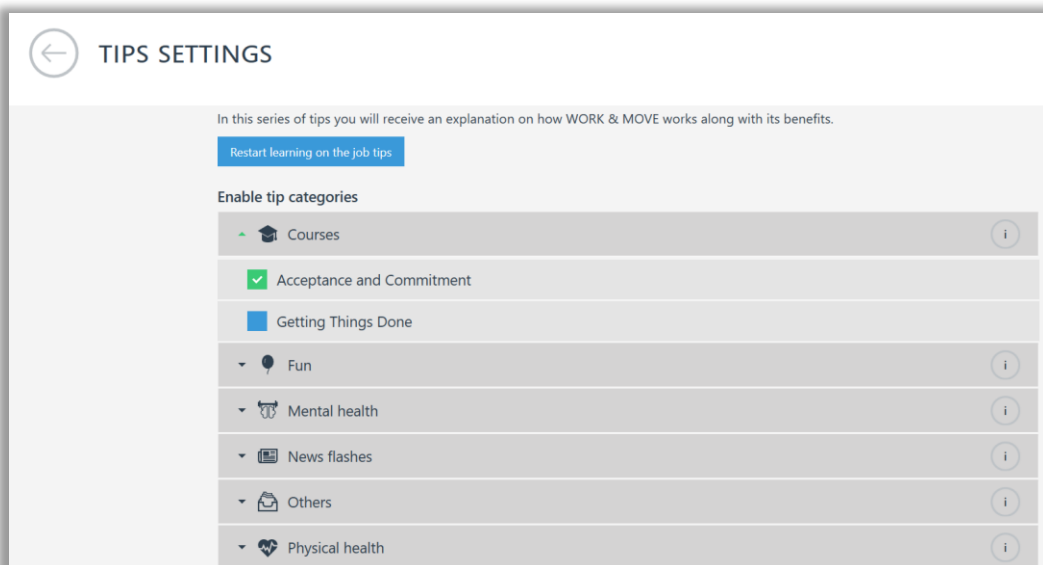 TIPS SETTINGS
In this series of tips you will receive an explanation on how WORK & MOVE works along with its benefits.
Restart learning on the job tips
Enable tip categories
Courses i
Acceptance and Commitment
Getting Things Done
Fun i
Mental health i
News flashes i
Others i
Physical health i